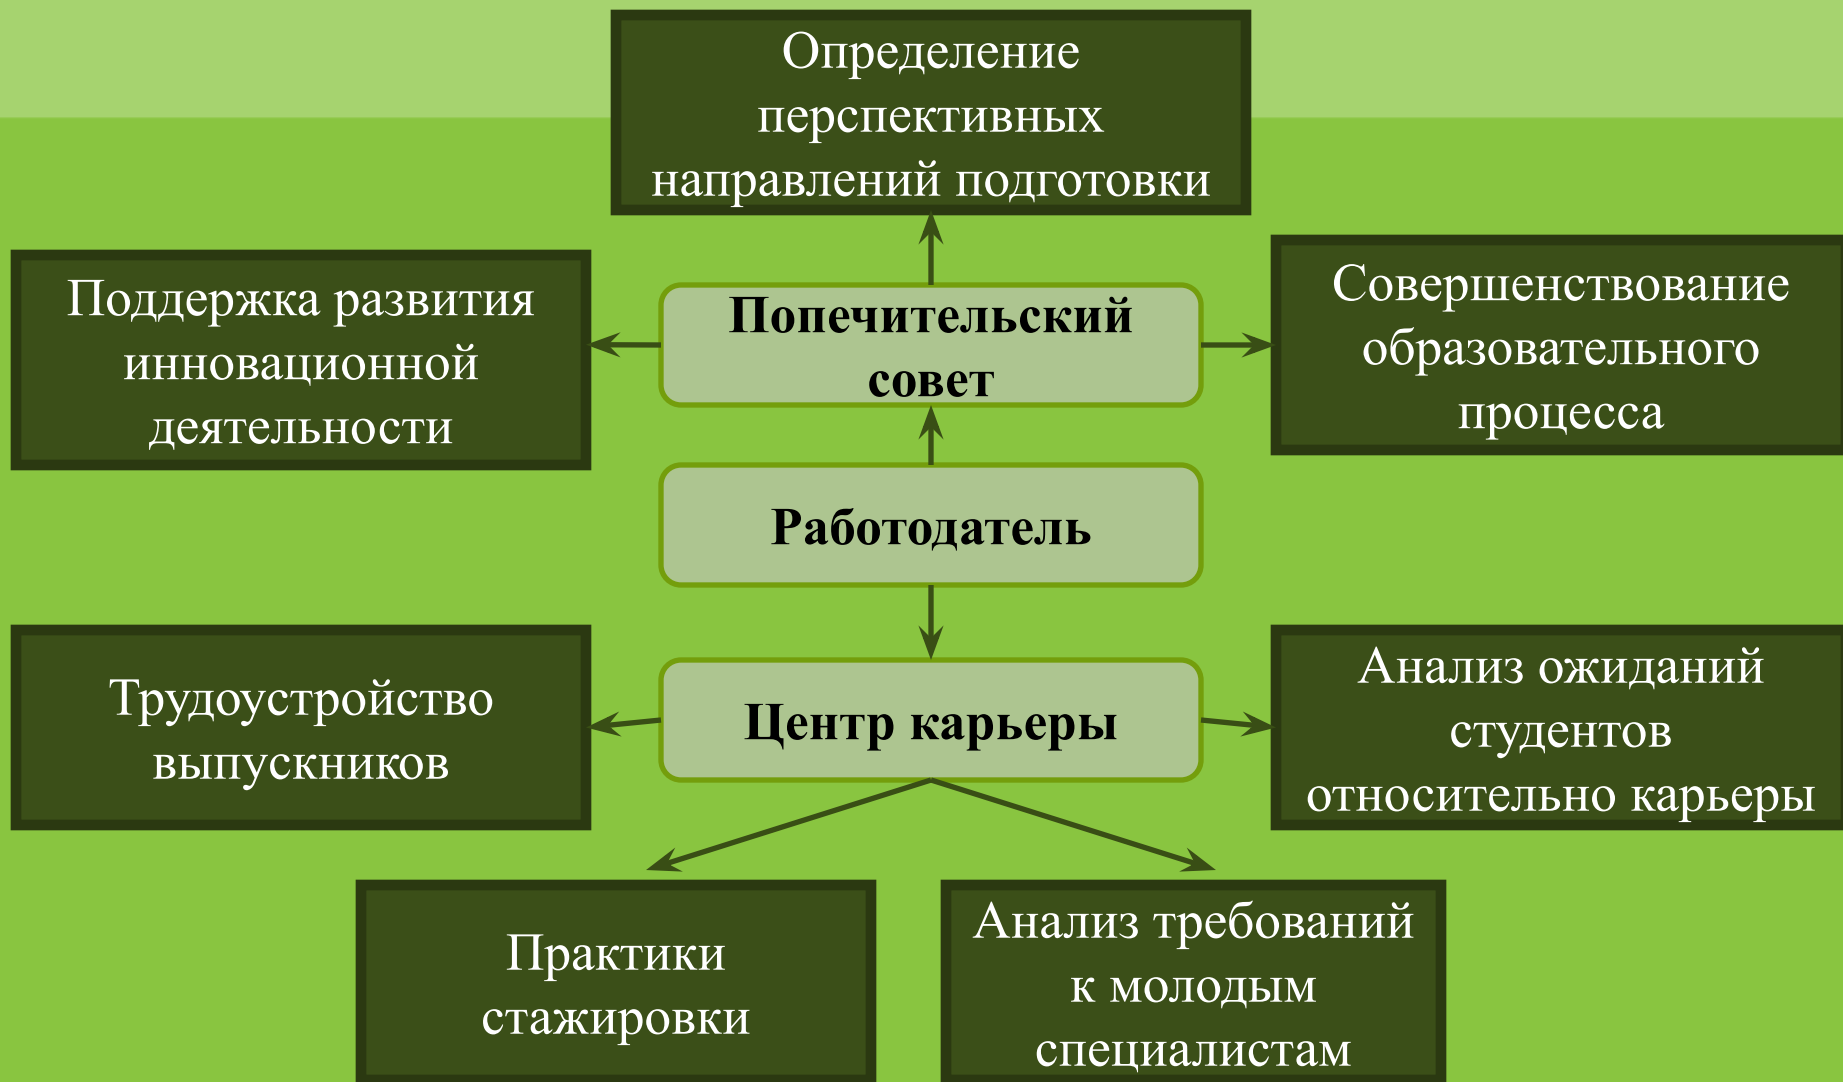 Определение
перспективных
направлений подготовки
Поддержка развития
инновационной
деятельности
Попечительский
совет
Совершенствование
образовательного
процесса
Работодатель
Трудоустройство
выпускников
Центр карьеры
Анализ ожиданий
студентов
относительно карьеры
Практики
стажировки
Анализ требований
к молодым
специалистам